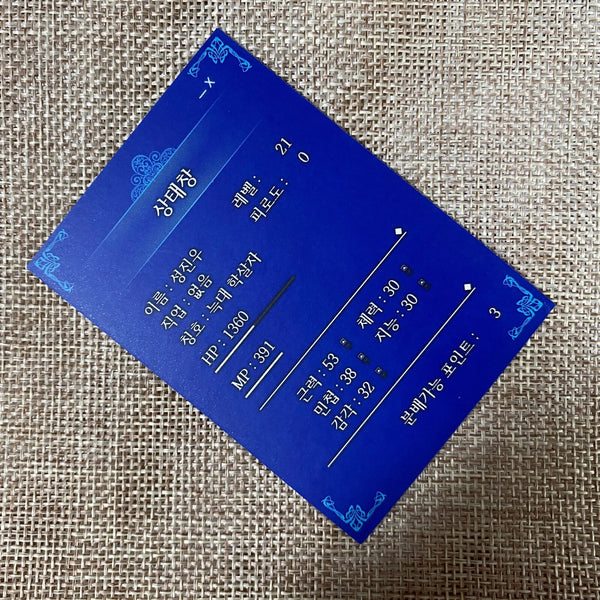 – X
상태창
이름 : 성진우
레벨 : 21
직업 : 없음
피로도 : 0
칭호 : 늑대 학살자
HP : 1360
MP : 391
근력 : 53 체력 : 30
민첩 : 38 지능 : 30
감각 : 32
분배가능 포인트 : 3